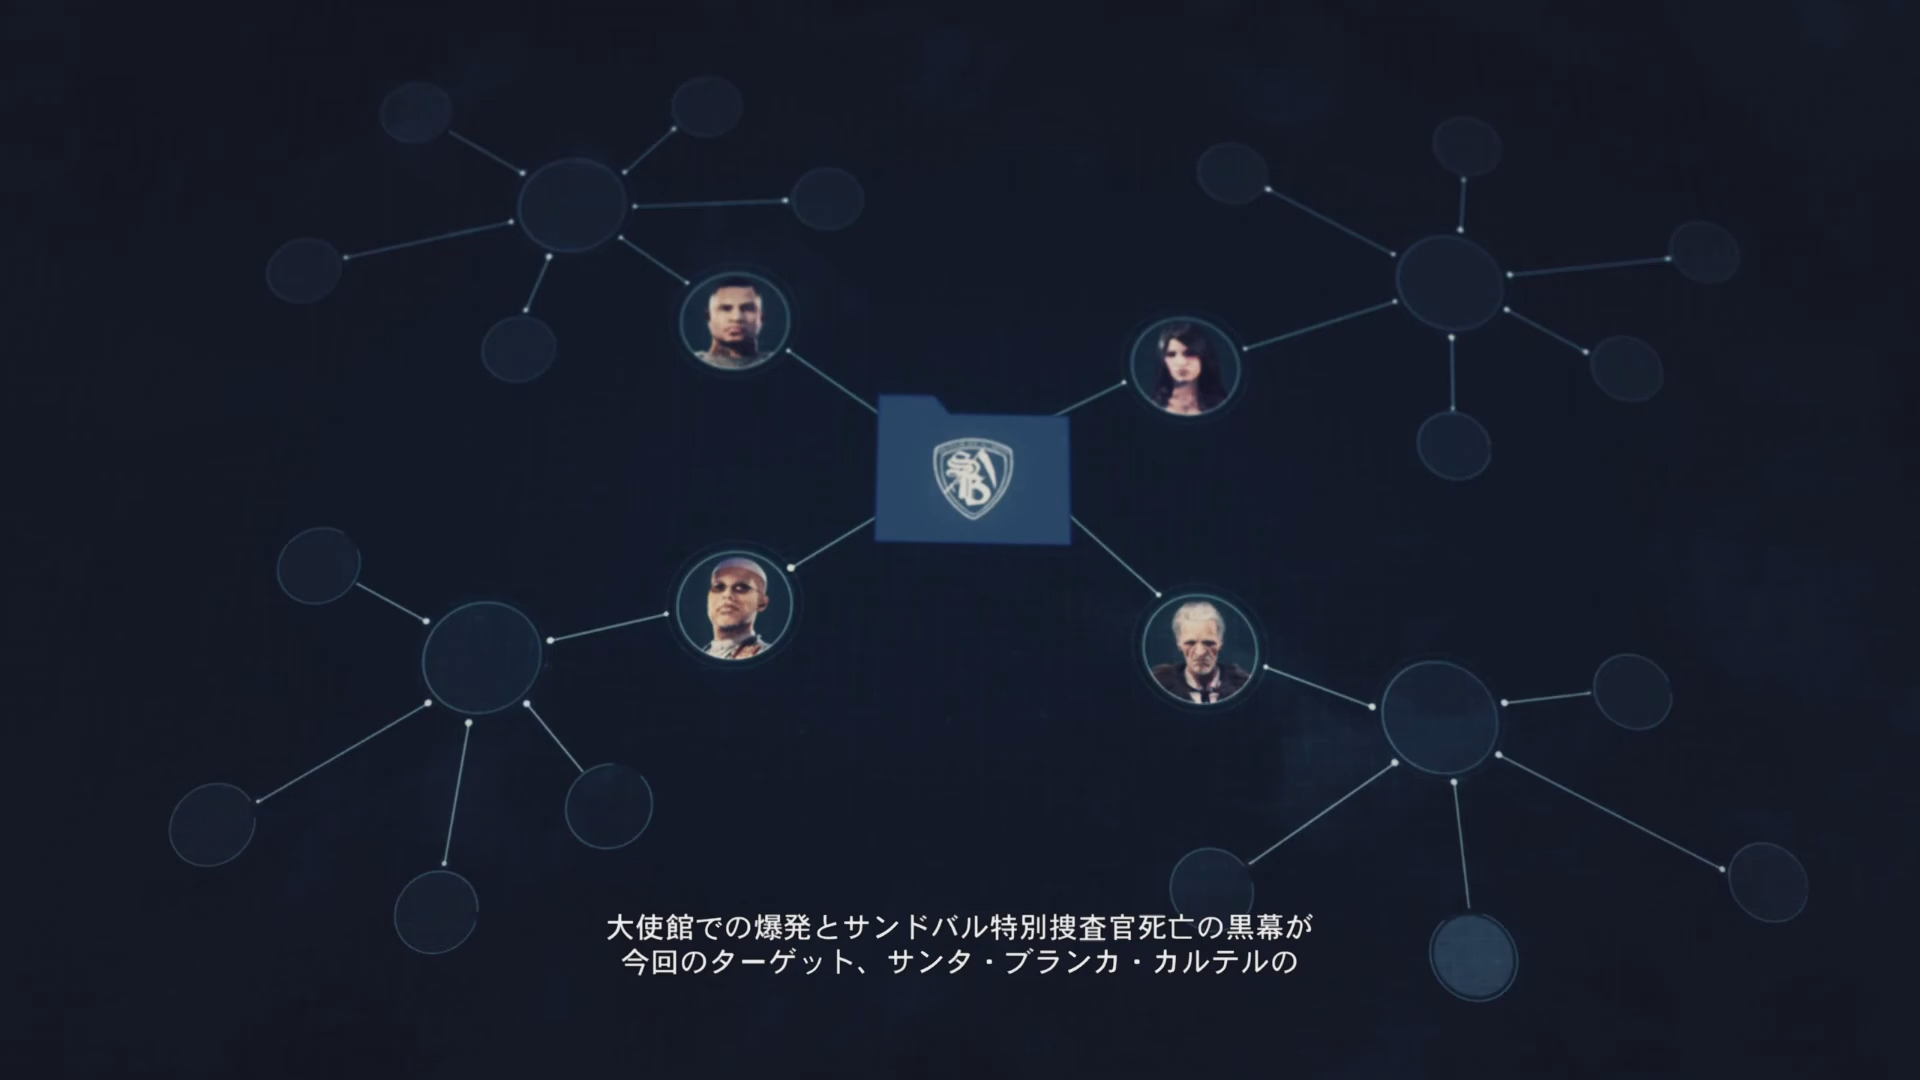 SB
大使館での爆発とサンドバル特別捜査官死亡の黒幕が
今回のターゲット、サンタ・ブランカ・カルテルの